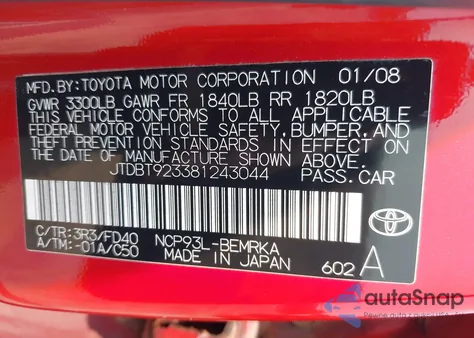 MFD.BY:TOYOTA MOTOR CORPORATION 01/08
GVWR 3300LB GAWR FR 1840LB RR 1820LB
THIS VEHICLE CONFORMS TO ALL APPLICABLE
FEDERAL MOTOR VEHICLE SAFETY, BUMPER, AND
THEFT PREVENTION STANDARDS IN EFFECT ON
THE DATE OF MANUFACTURE SHOWN ABOVE.
JTDBT923381243044 PASS.CAR
C/TR:3R3/FD40 NCP93L-BEMRKA
A/TM:-01A/C50 MADE IN JAPAN 602 A
autaSnap